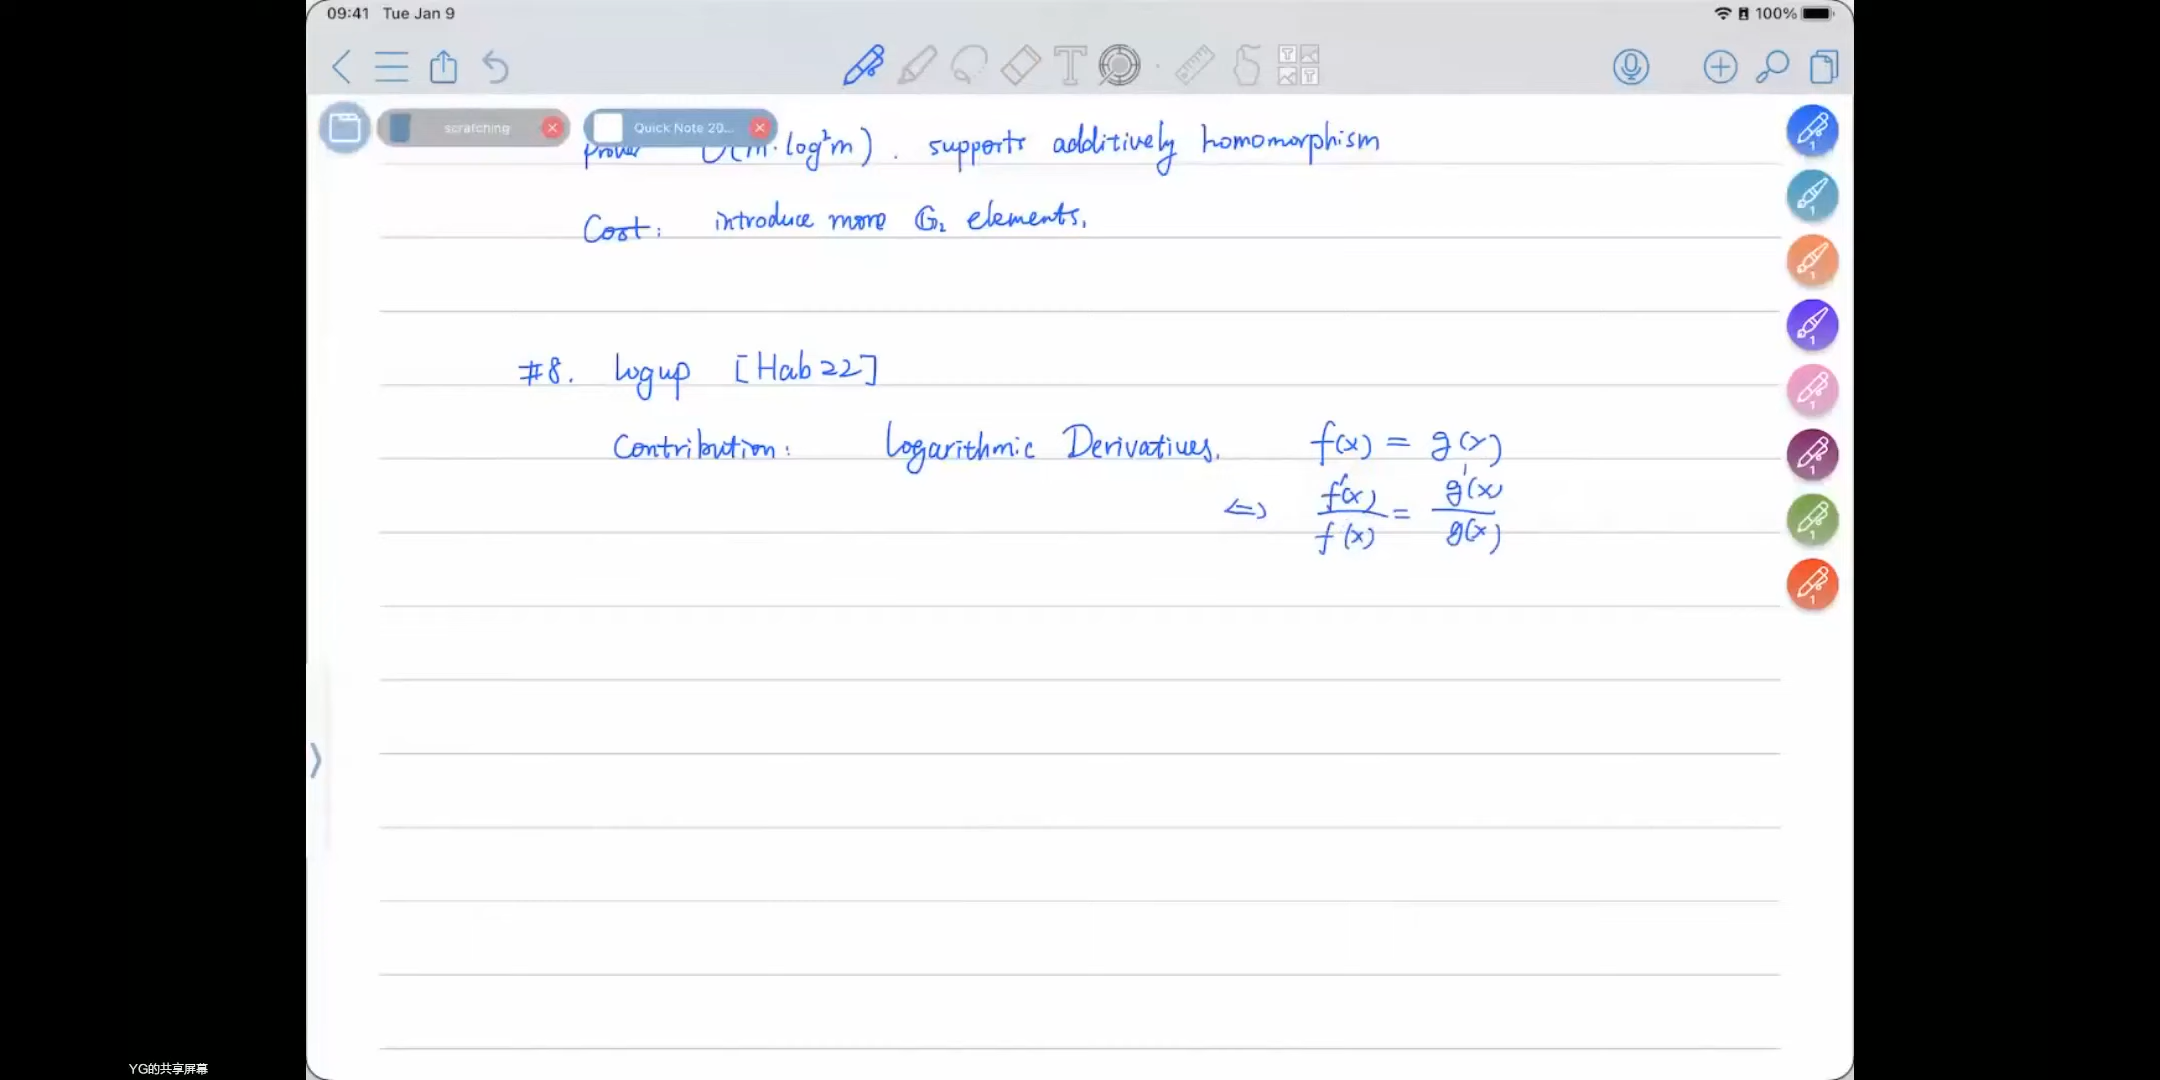 09:41 Tue Jan 9
100%
scratching
Quick Note 20...
Prover O(m·log²m). supports additively homomorphism
Cost: introduce more 𝔾₂ elements.
#8. logup [Hab22]
Contribution: Logarithmic Derivatives. f(x) = g(x)
⇔ f'(x)/f(x) = g'(x)/g(x)
YG的共享屏幕